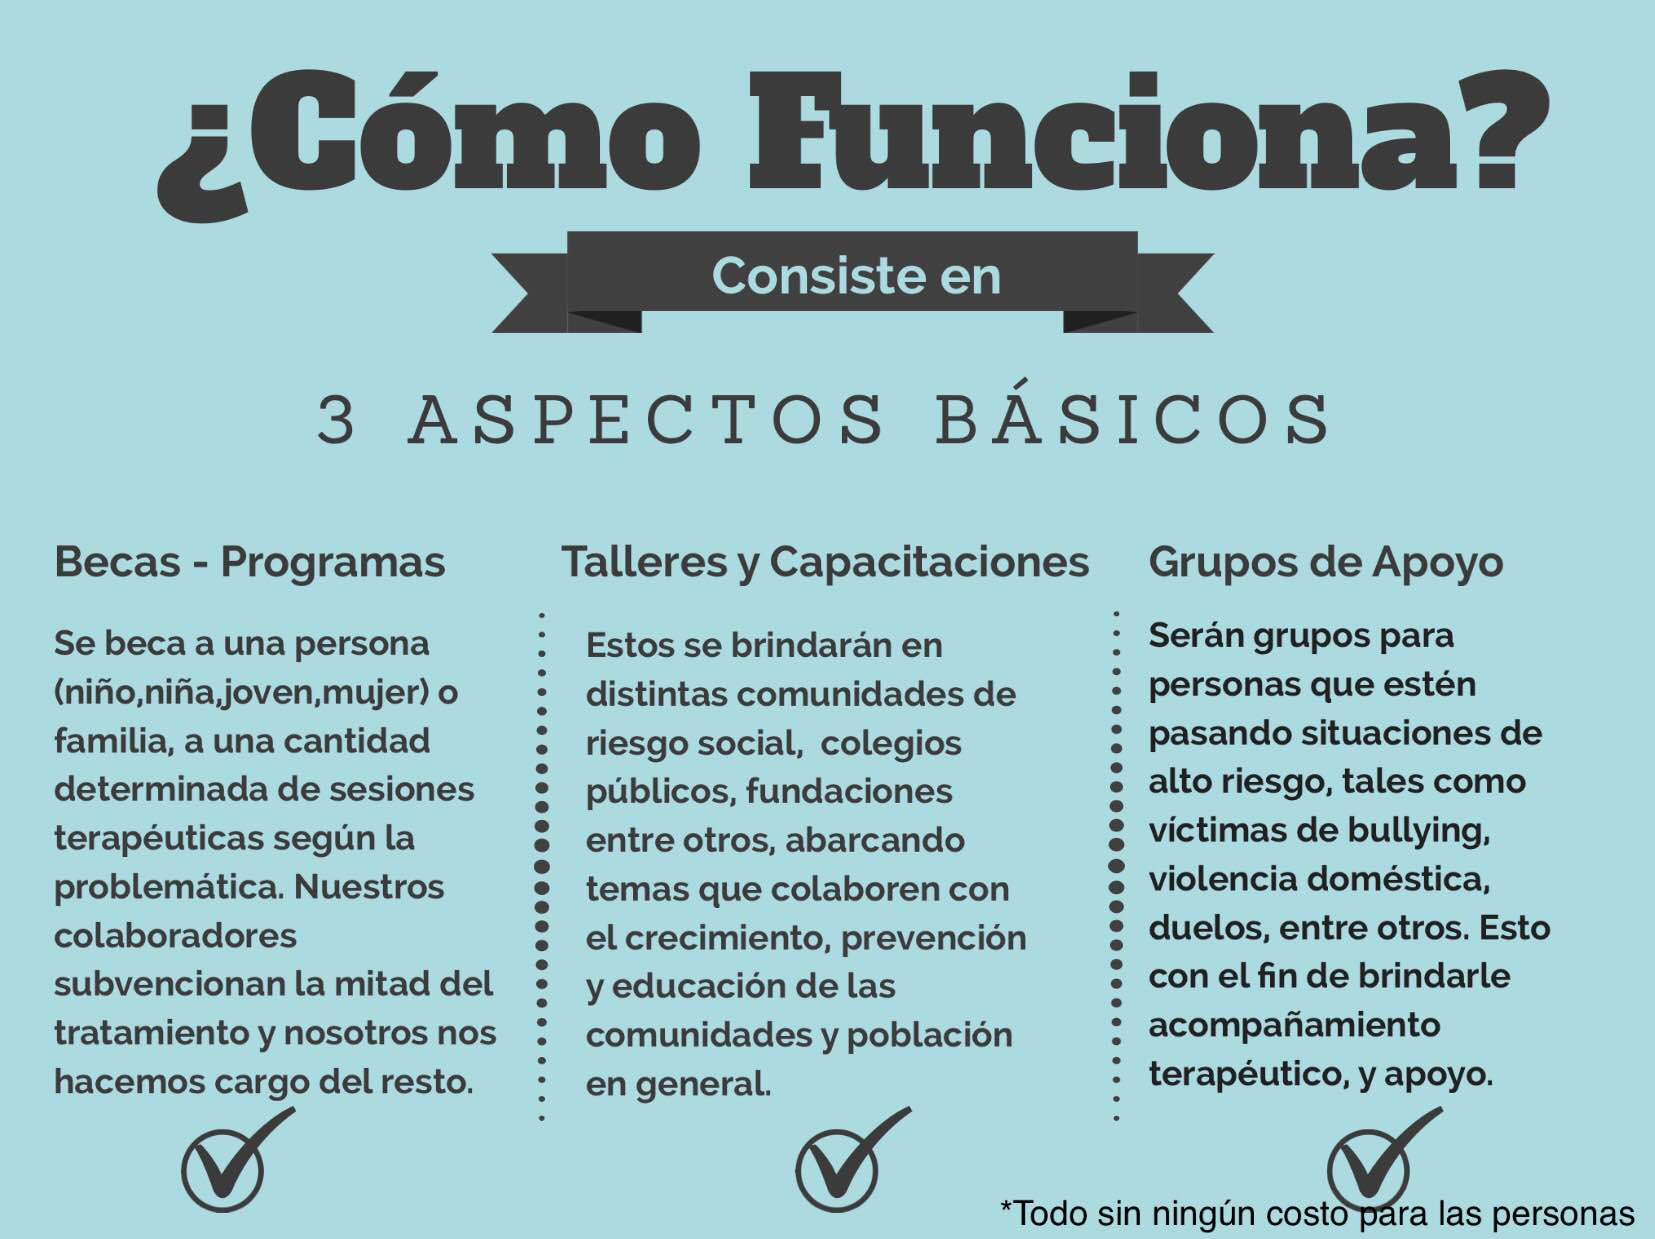 ¿Cómo Funciona?
Consiste en
3 ASPECTOS BÁSICOS
Becas - Programas
Se beca a una persona
(niño,niña,joven,mujer) o
familia, a una cantidad
determinada de sesiones
terapéuticas según la
problemática. Nuestros
colaboradores
subvencionan la mitad del
tratamiento y nosotros nos
hacemos cargo del resto.
Talleres y Capacitaciones
Estos se brindarán en
distintas comunidades de
riesgo social,  colegios
públicos, fundaciones
entre otros, abarcando
temas que colaboren con
el crecimiento, prevención
y educación de las
comunidades y población
en general.
Grupos de Apoyo
Serán grupos para
personas que estén
pasando situaciones de
alto riesgo, tales como
víctimas de bullying,
violencia doméstica,
duelos, entre otros. Esto
con el fin de brindarle
acompañamiento
terapéutico, y apoyo.
*Todo sin ningún costo para las personas